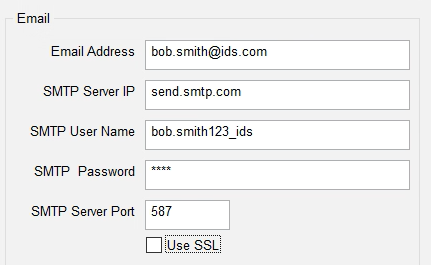 Email
Email Address bob.smith@ids.com
SMTP Server IP send.smtp.com
SMTP User Name bob.smith123_ids
SMTP Password ****
SMTP Server Port 587
Use SSL